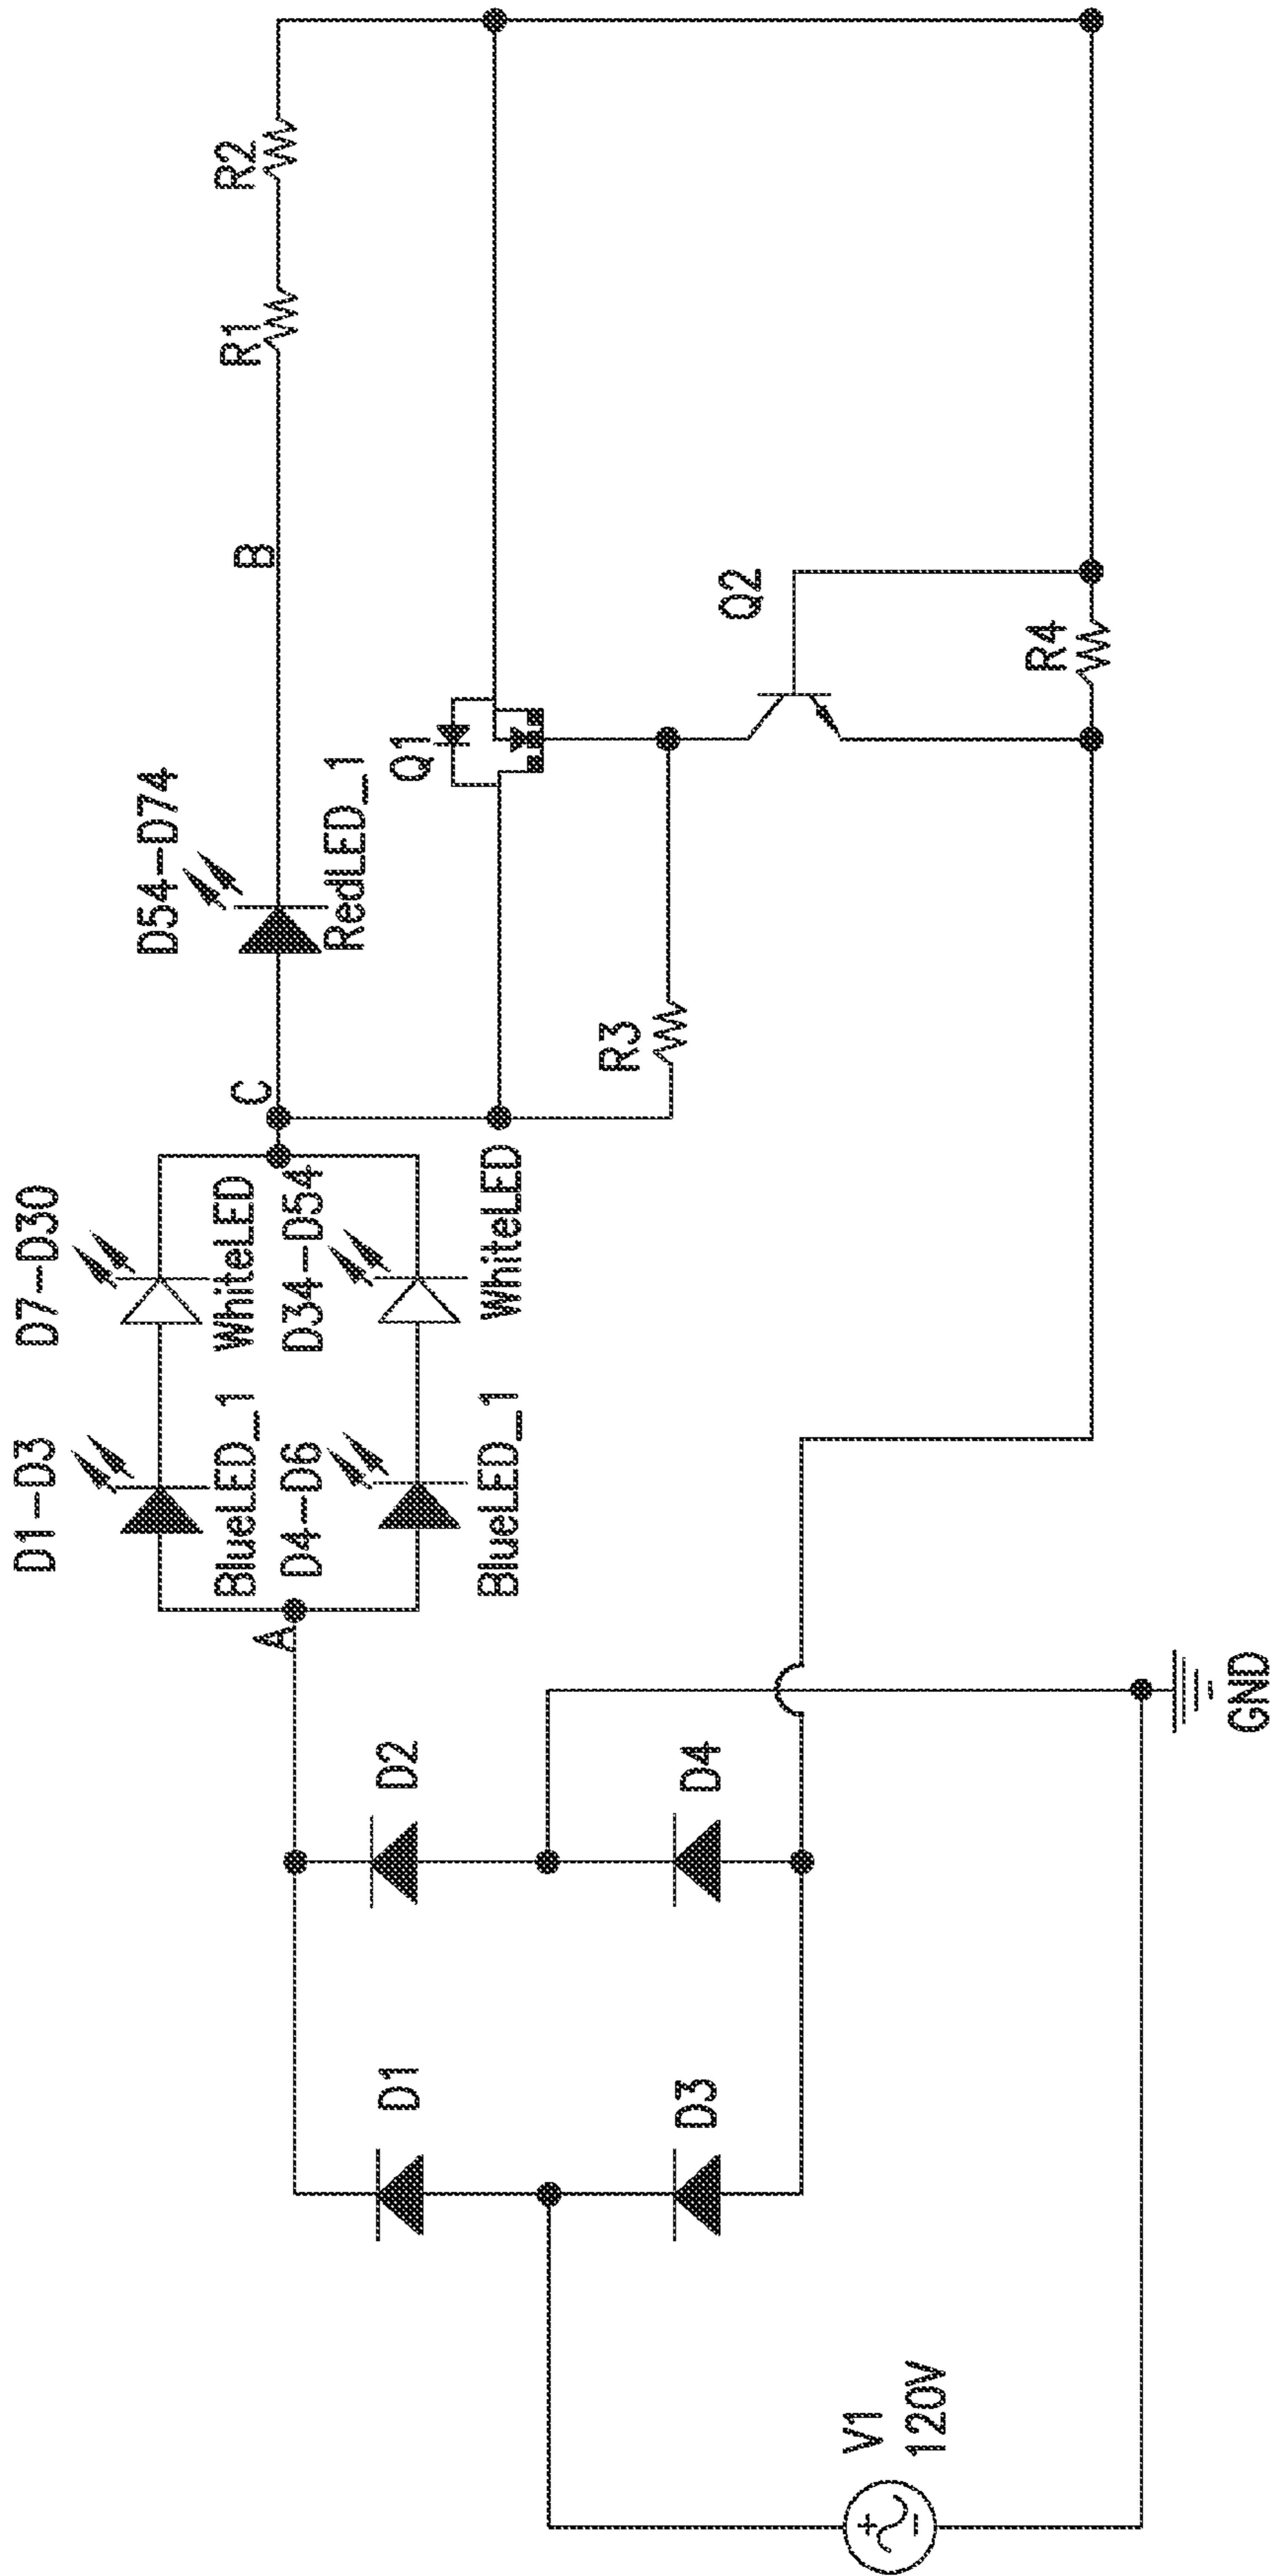 V1
120V
D1
D3
D2
D4
GND
A
D1-D3
BlueLED_1
D4-D6
BlueLED_1
D7-D30
WhiteLED
D34-D54
WhiteLED
C
D54-D74
RedLED_1
R3
Q1
Q2
R4
B
R1
R2